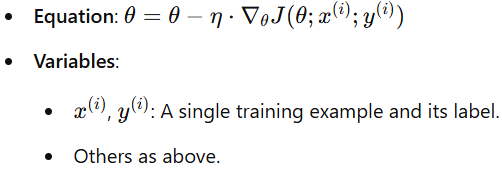 • Equation: θ = θ − η · ∇θJ(θ; x⁽ⁱ⁾; y⁽ⁱ⁾)
• Variables:
• x⁽ⁱ⁾, y⁽ⁱ⁾: A single training example and its label.
• Others as above.